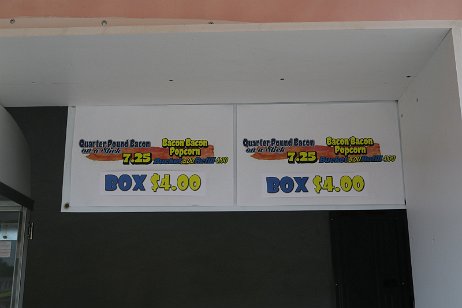 Quarter Pound Bacon
on a Stick
7.25
Bacon Bacon
Popcorn
BOX $4.00
Quarter Pound Bacon
on a Stick
7.25
Bacon Bacon
Popcorn
BOX $4.00